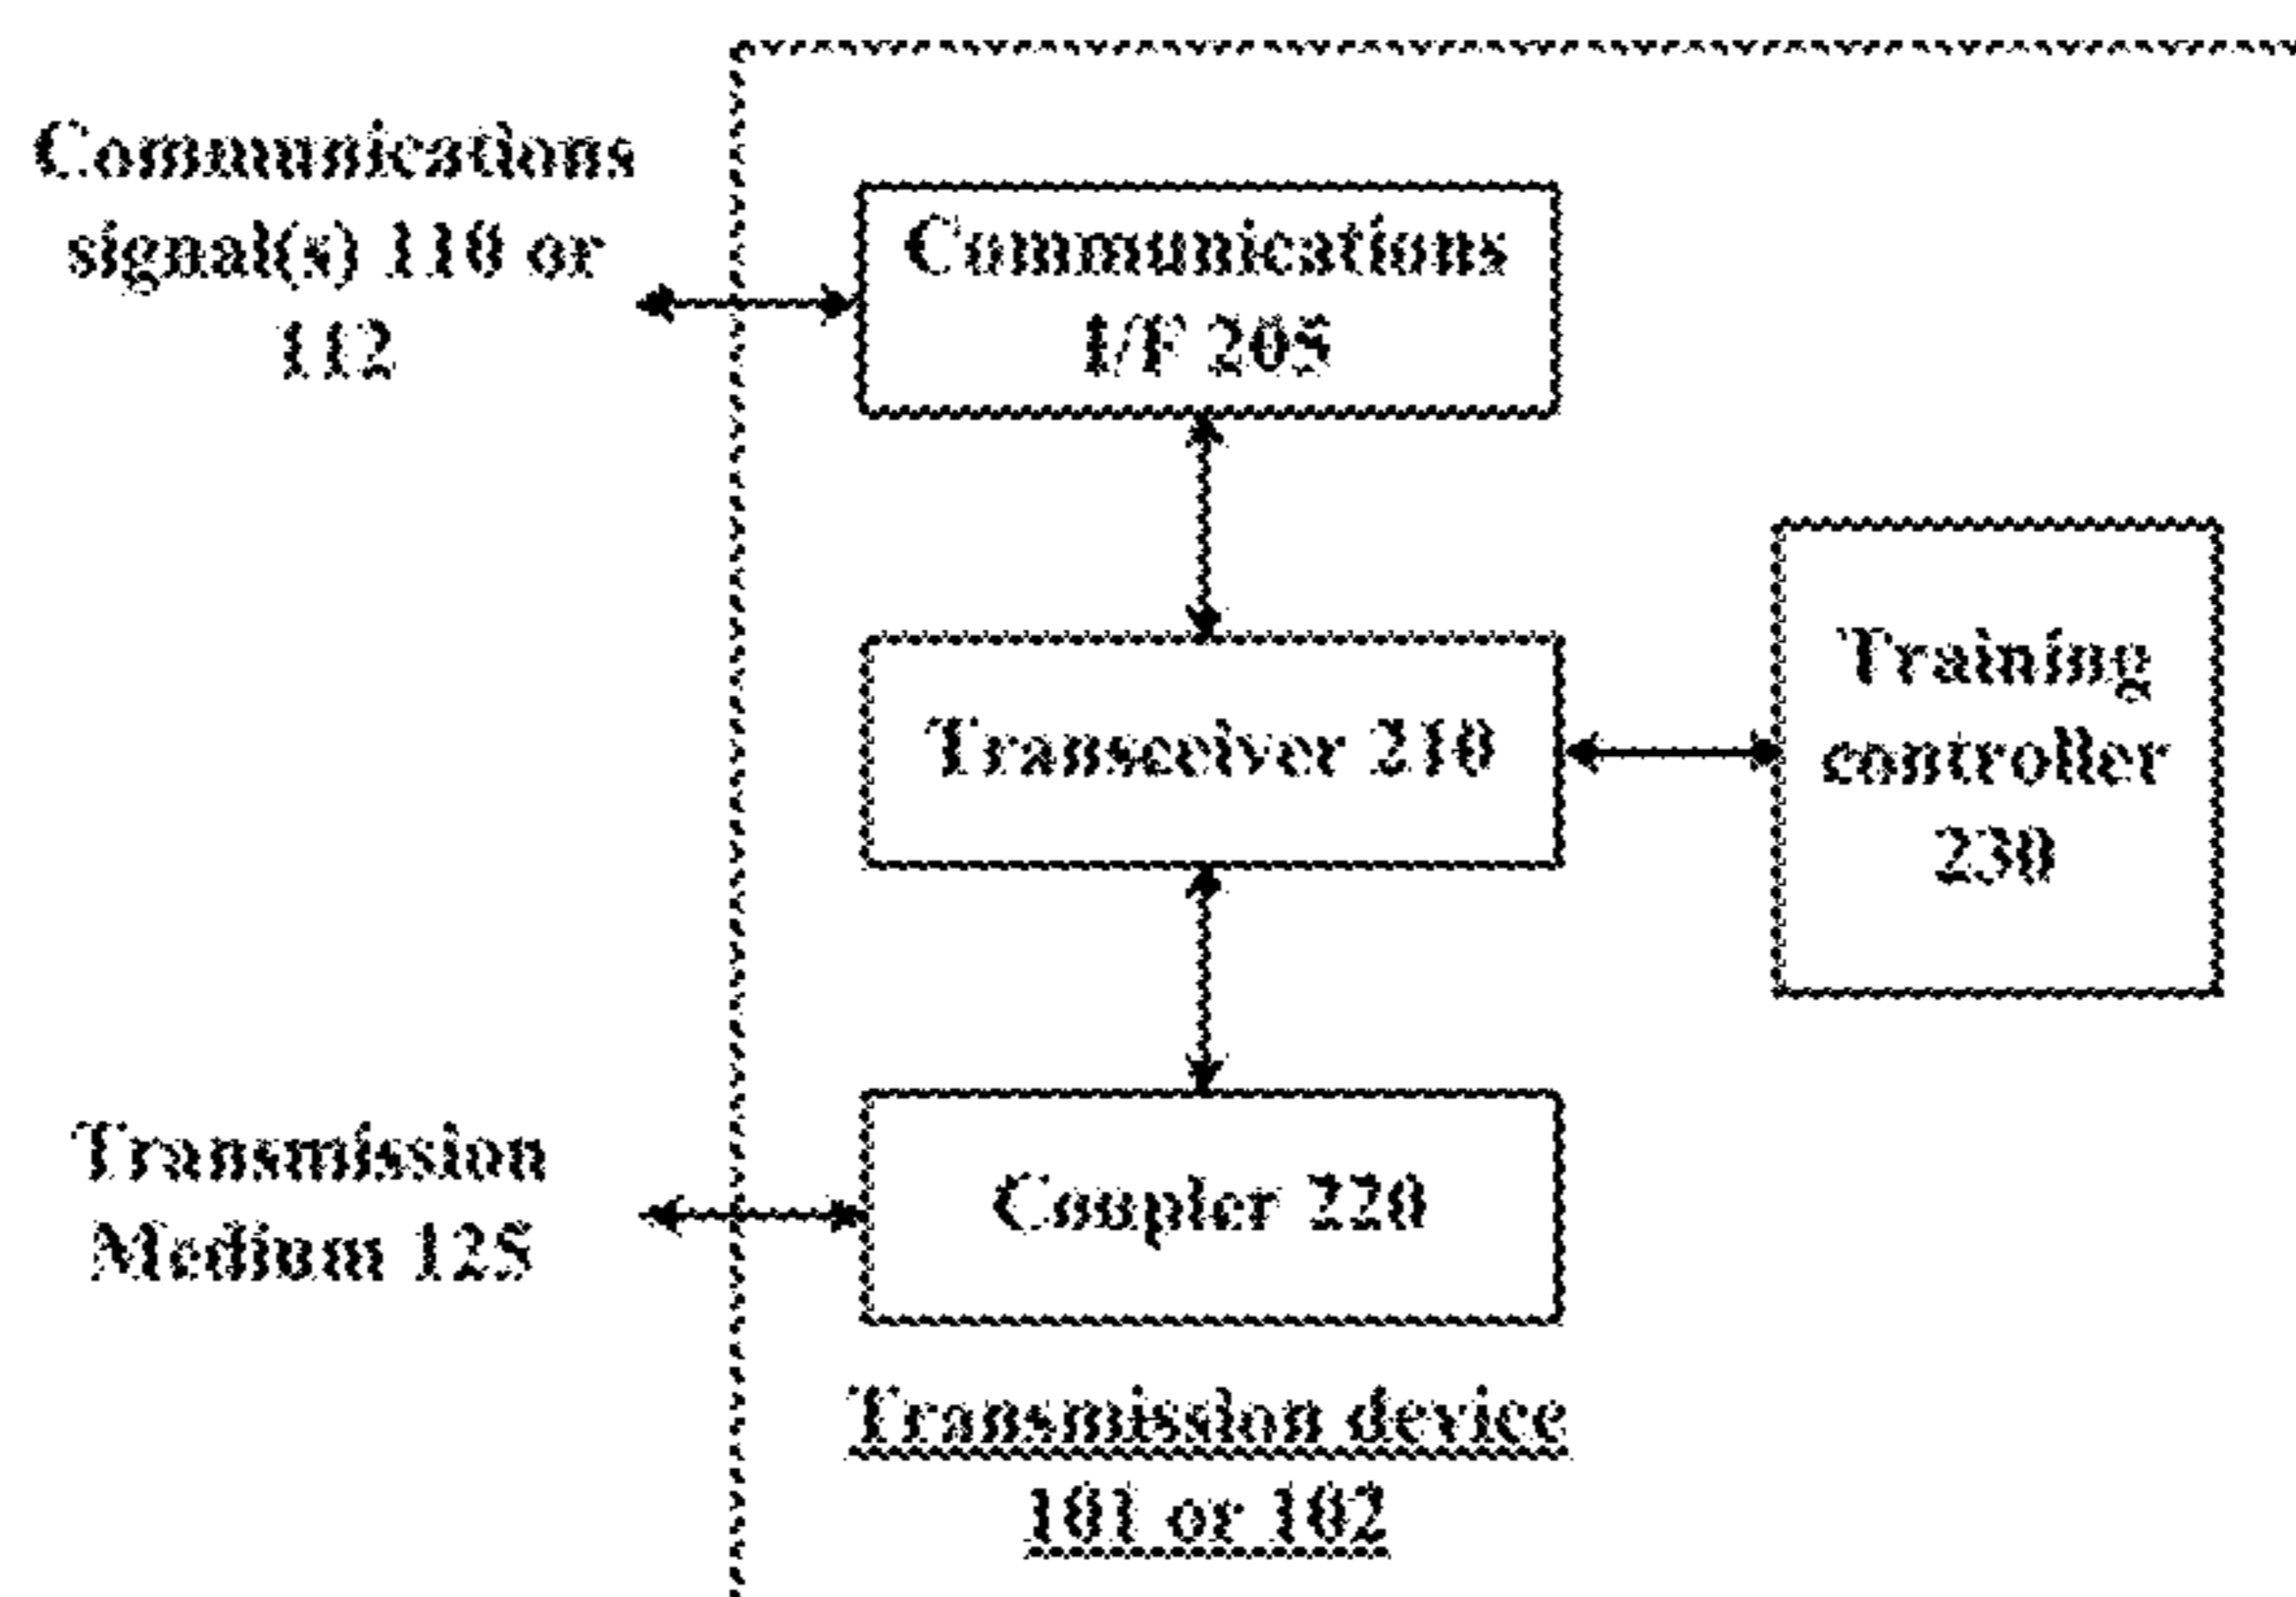 Communications
signal(s) 110 or
112
Communications
I/F 205
Transceiver 210
Training
controller
230
Transmission
Medium 125
Coupler 220
Transmission device
101 or 102